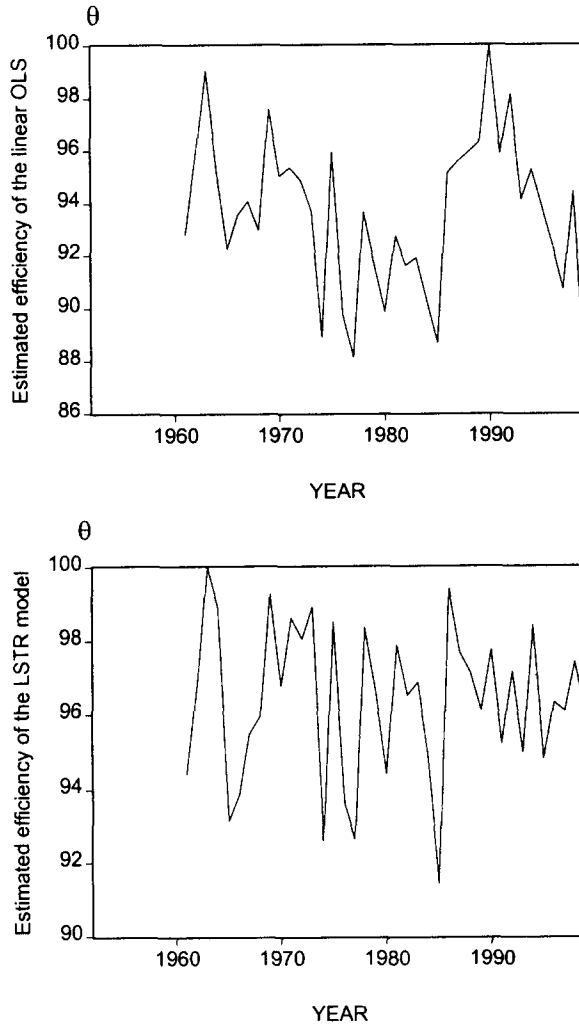 θ
Estimated efficiency of the linear OLS
100
98
96
94
92
90
88
86
1960 1970 1980 1990
YEAR
θ
Estimated efficiency of the LSTR model
100
98
96
94
92
90
1960 1970 1980 1990
YEAR